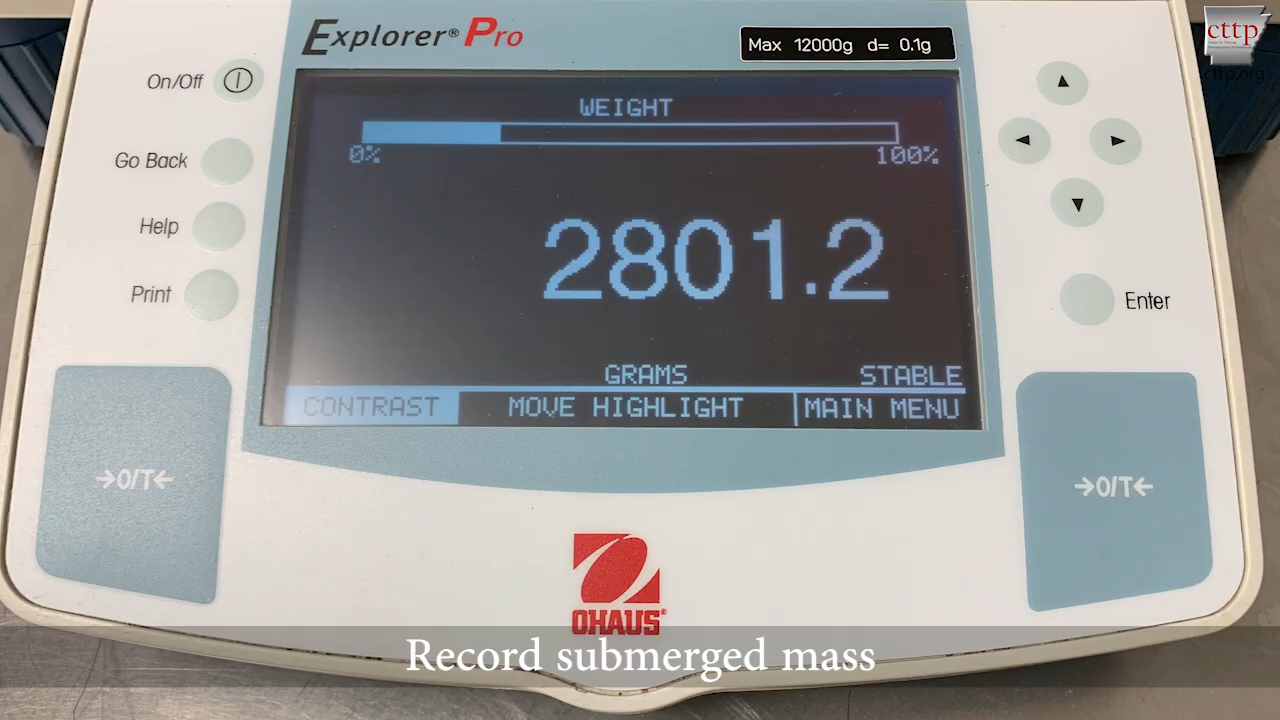 Explorer® Pro
Max 12000g d= 0.1g
cttp
cttp.org
On/Off
Go Back
Help
Print
WEIGHT
0% 100%
2801.2
GRAMS STABLE
CONTRAST MOVE HIGHLIGHT MAIN MENU
Enter
→0/T← →0/T←
OHAUS®
Record submerged mass